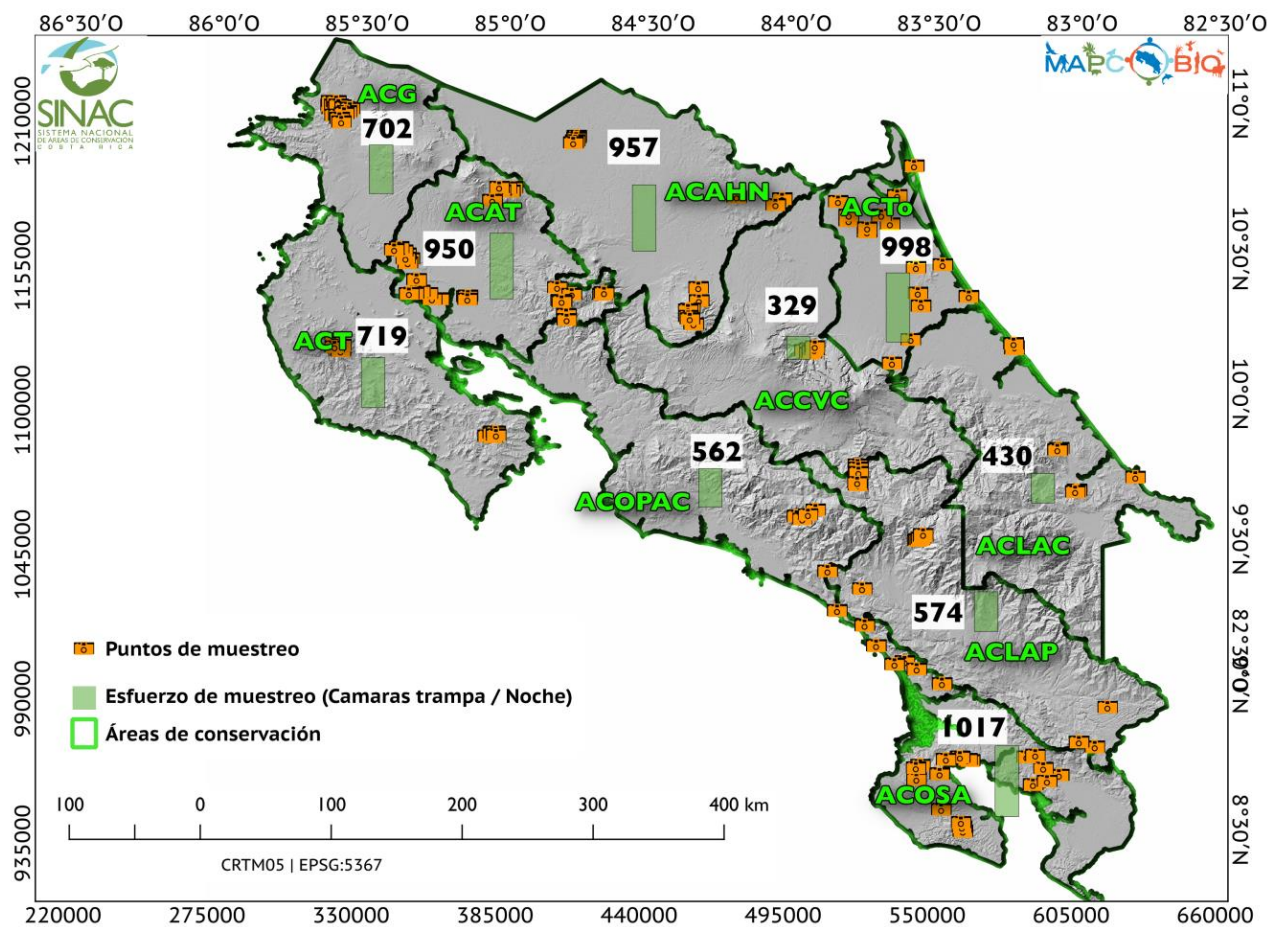 86°30’O 86°0’O 85°30’O 85°0’O 84°30’O 84°0’O 83°30’O 83°0’O 82°30’O
SINAC
SISTEMA NACIONAL
DE ÁREAS DE CONSERVACIÓN
COSTA RICA
MAPCOBIO
1210000
1155000
1100000
1045000
990000
935000
11°0’N
10°30’N
10°0’N
9°30’N
82°30’O
8°30’N
ACG
702
957
ACAHN
ACAT
950
ACTo
998
329
ACT 719
ACCVC
562
430
ACOPAC
ACLAC
574
ACLAP
1017
ACOSA
Puntos de muestreo
Esfuerzo de muestreo (Camaras trampa / Noche)
Áreas de conservación
100 0 100 200 300 400 km
CRTM05 | EPSG:5367
220000 275000 330000 385000 440000 495000 550000 605000 660000